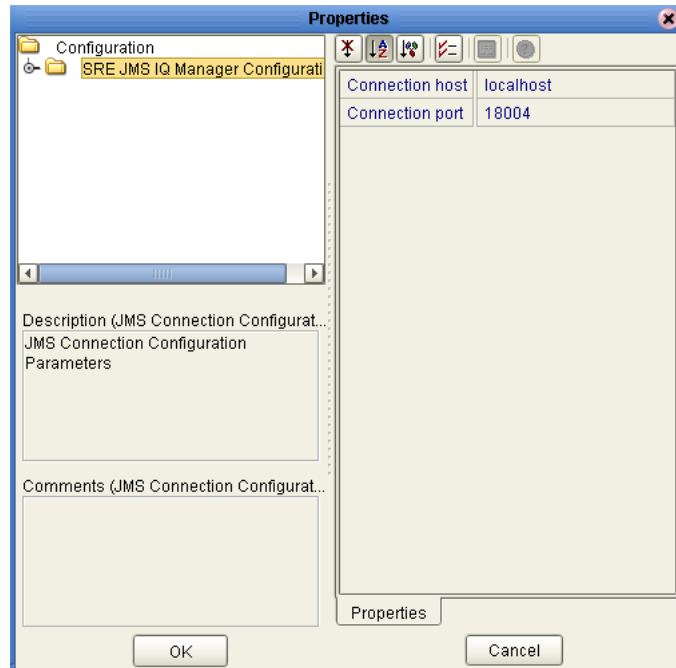 Properties
Configuration
SRE JMS IQ Manager Configurati
Connection host localhost
Connection port 18004
Description (JMS Connection Configurat...
JMS Connection Configuration
Parameters
Comments (JMS Connection Configurat...
Properties
OK
Cancel